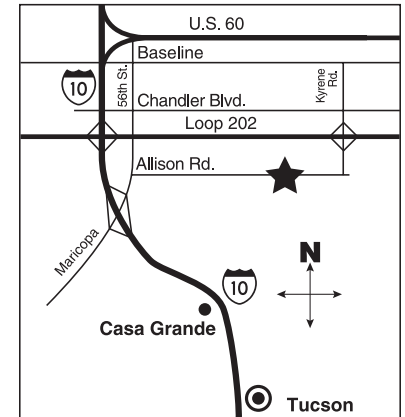 U.S. 60
Baseline
10
56th St.
Kyrene
Rd.
Chandler Blvd.
Loop 202
Allison Rd.
Maricopa
N
10
Casa Grande
Tucson